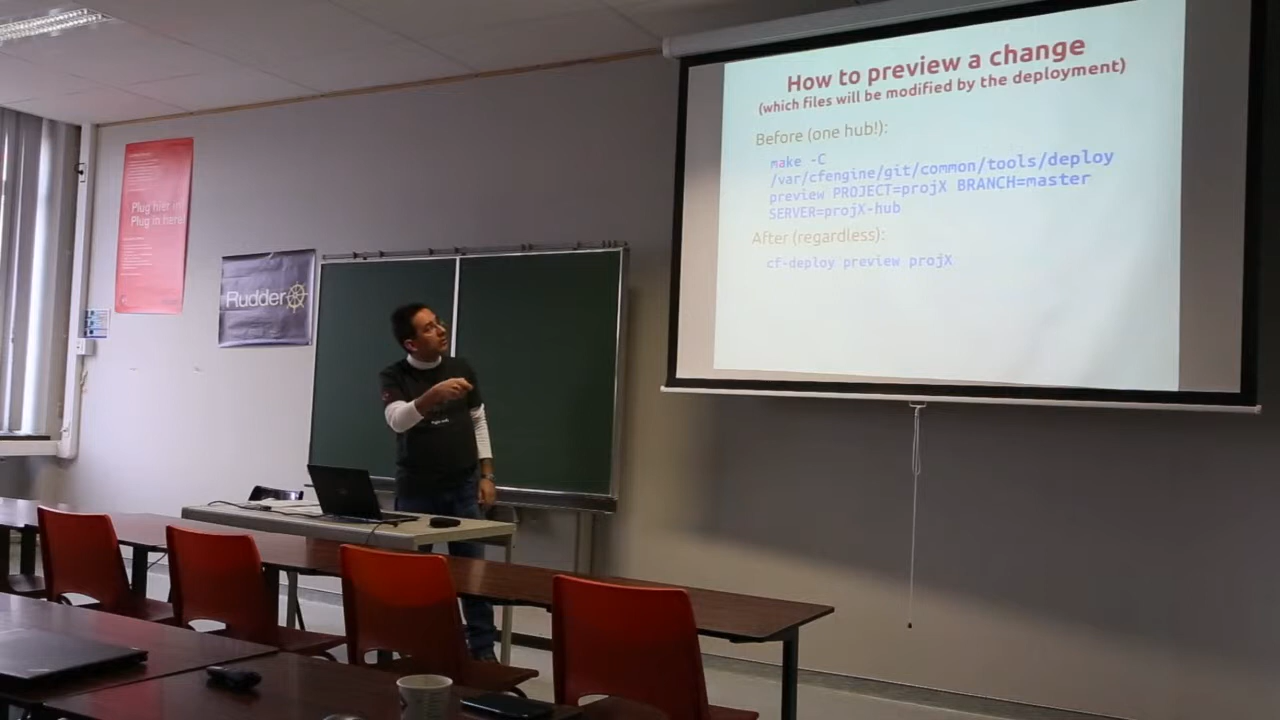 How to preview a change
(which files will be modified by the deployment)
Before (one hub!):
make -C
/var/cfengine/git/common/tools/deploy
preview PROJECT=projX BRANCH=master
SERVER=projX-hub
After (regardless):
cf-deploy preview projX
Plug hier in!
Plug in here!
Rudder